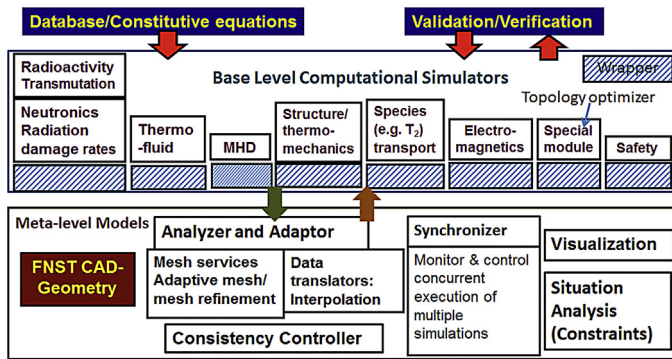 Database/Constitutive equations
Validation/Verification
Radioactivity
Transmutation
Base Level Computational Simulators
Wrapper
Topology optimizer
Neutronics
Radiation
damage rates
Thermo
-fluid
MHD
Structure/
thermo-
mechanics
Species
(e.g. T₂)
transport
Electro-
magnetics
Special
module
Safety
Meta-level Models
Analyzer and Adaptor
Synchronizer
Visualization
FNST CAD-
Geometry
Mesh services
Adaptive mesh/
mesh refinement
Data
translators:
Interpolation
Monitor & control
concurrent
execution of
multiple
simulations
Situation
Analysis
(Constraints)
Consistency Controller